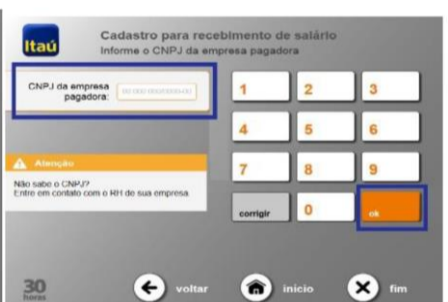 Itaú
Cadastro para recebimento de salário
Informe o CNPJ da empresa pagadora
CNPJ da empresa
pagadora:
1 2 3
4 5 6
Atenção
7 8 9
Não sabe o CNPJ?
Entre em contato com o RH de sua empresa.
corrigir 0 ok
30
horas
voltar início fim